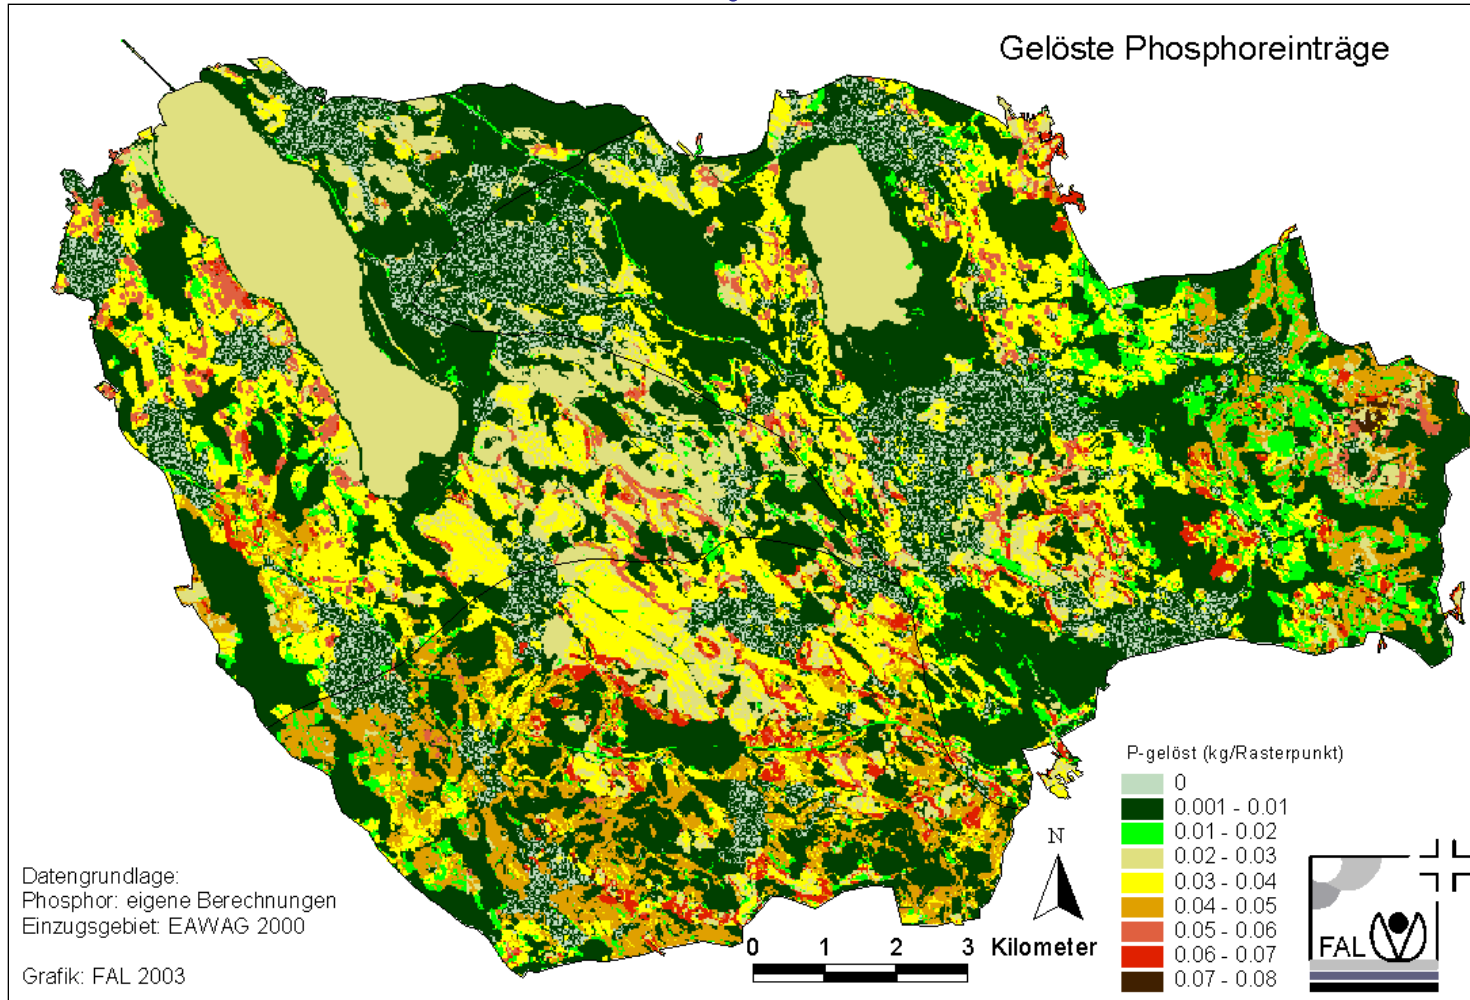 Gelöste Phosphoreinträge
P-gelöst (kg/Rasterpunkt)
0
0.001 - 0.01
0.01 - 0.02
0.02 - 0.03
0.03 - 0.04
0.04 - 0.05
0.05 - 0.06
0.06 - 0.07
0.07 - 0.08
N
0 1 2 3 Kilometer
Datengrundlage:
Phosphor: eigene Berechnungen
Einzugsgebiet: EAWAG 2000
Grafik: FAL 2003
FAL